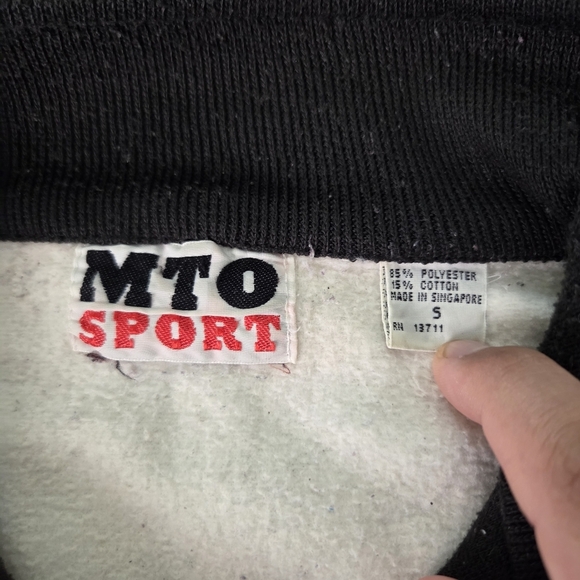 MTO
SPORT
85% POLYESTER
15% COTTON
MADE IN SINGAPORE
S
RN 13711